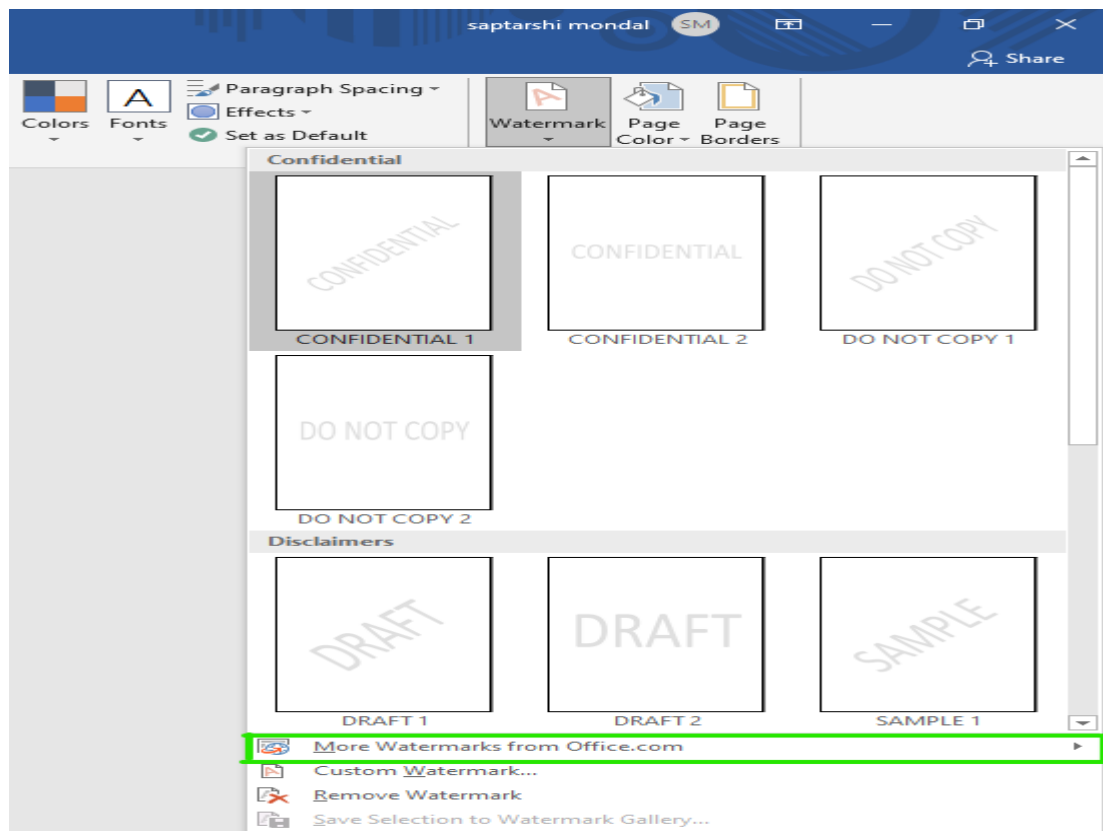 saptarshi mondal SM
Share
Paragraph Spacing
Effects
Set as Default
Colors Fonts
Watermark
Page Color
Page Borders
Confidential
CONFIDENTIAL
CONFIDENTIAL
DO NOT COPY
CONFIDENTIAL 1
CONFIDENTIAL 2
DO NOT COPY 1
DO NOT COPY
DO NOT COPY 2
Disclaimers
DRAFT
DRAFT
SAMPLE
DRAFT 1
DRAFT 2
SAMPLE 1
More Watermarks from Office.com
Custom Watermark...
Remove Watermark
Save Selection to Watermark Gallery...